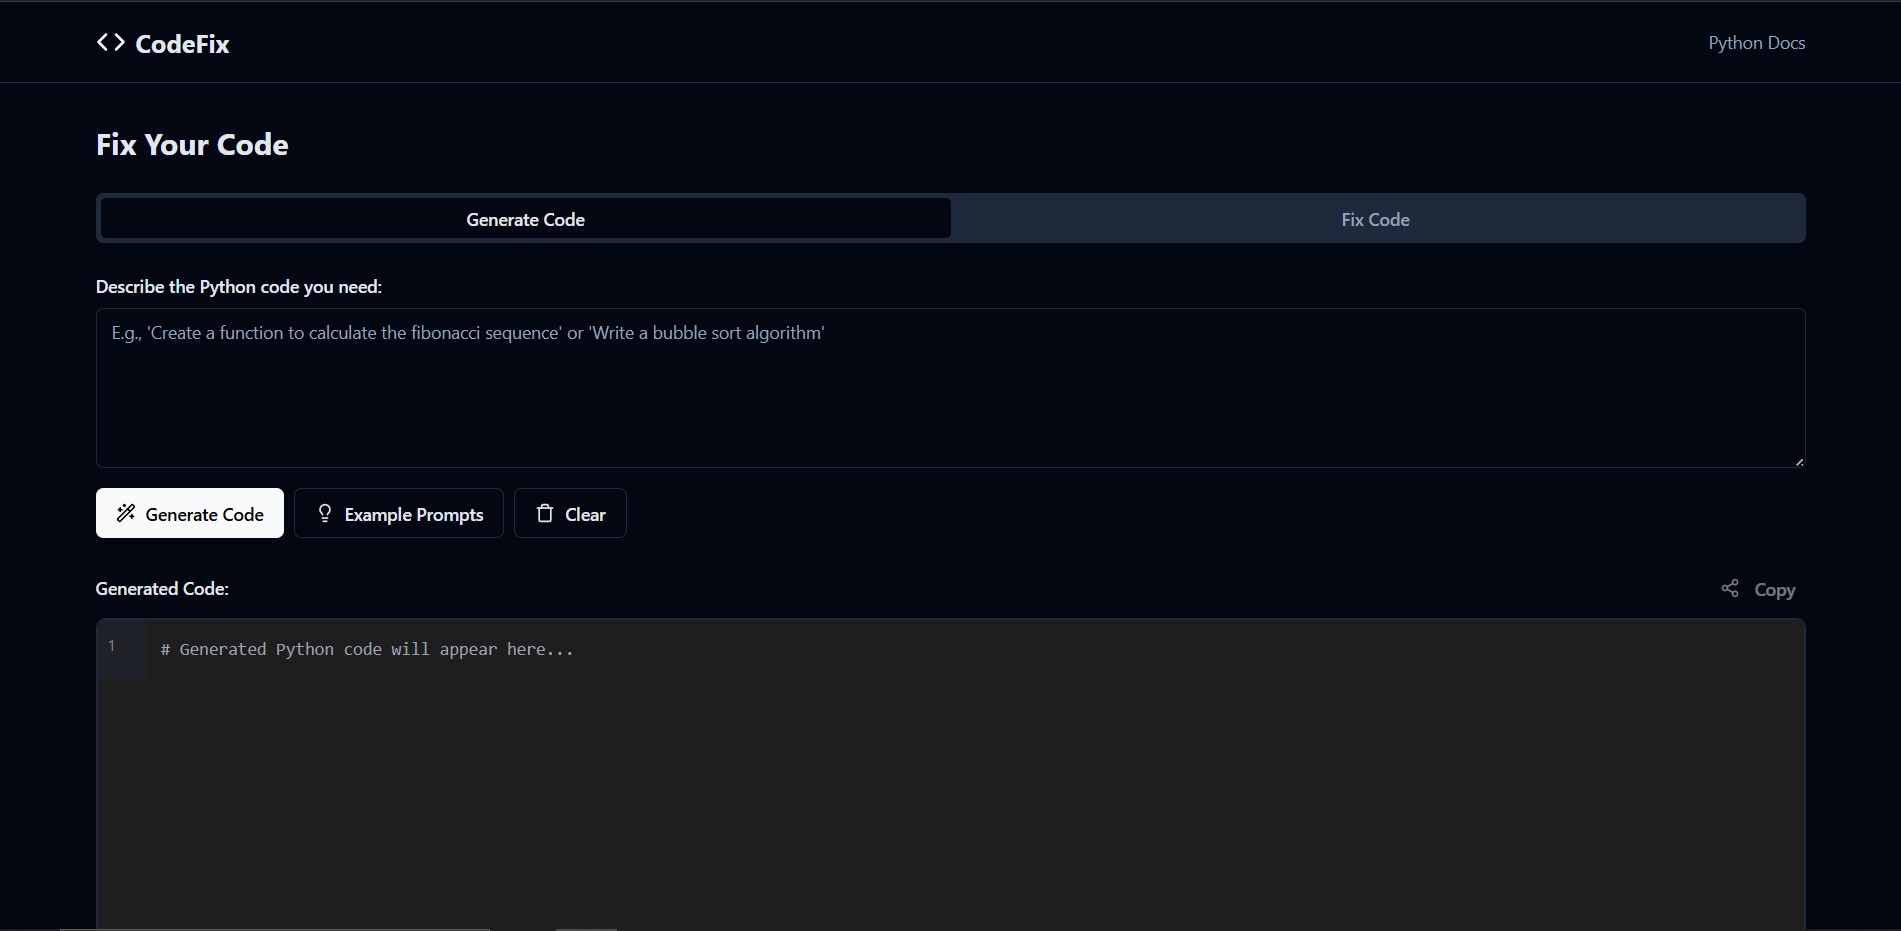 CodeFix
Python Docs
Fix Your Code
Generate Code
Fix Code
Describe the Python code you need:
E.g., 'Create a function to calculate the fibonacci sequence' or 'Write a bubble sort algorithm'
Generate Code
Example Prompts
Clear
Generated Code:
Copy
1
# Generated Python code will appear here...